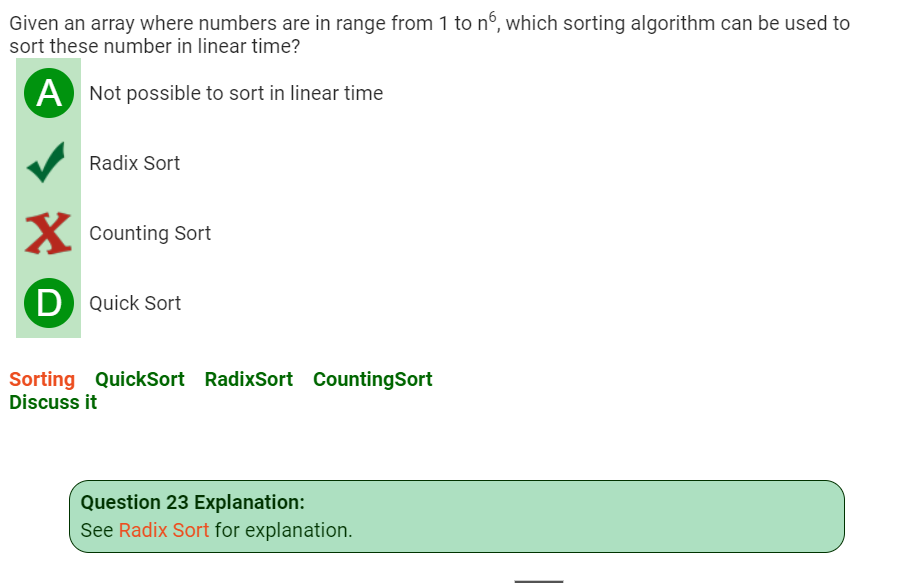 Given an array where numbers are in range from 1 to n⁶, which sorting algorithm can be used to
sort these number in linear time?
A Not possible to sort in linear time
Radix Sort
Counting Sort
D Quick Sort
Sorting QuickSort RadixSort CountingSort
Discuss it
Question 23 Explanation:
See Radix Sort for explanation.